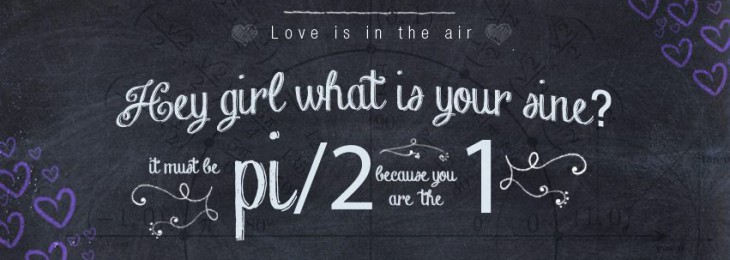 Love is in the air
Hey girl what is your sine?
it must be pi/2 because you are the 1